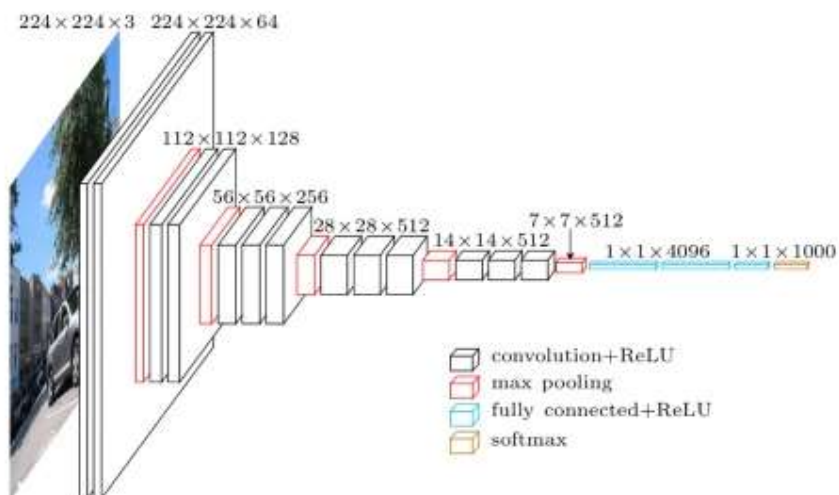 224×224×3
224×224×64
112×112×128
56×56×256
28×28×512
14×14×512
7×7×512
1×1×4096
1×1×1000
convolution+ReLU
max pooling
fully connected+ReLU
softmax